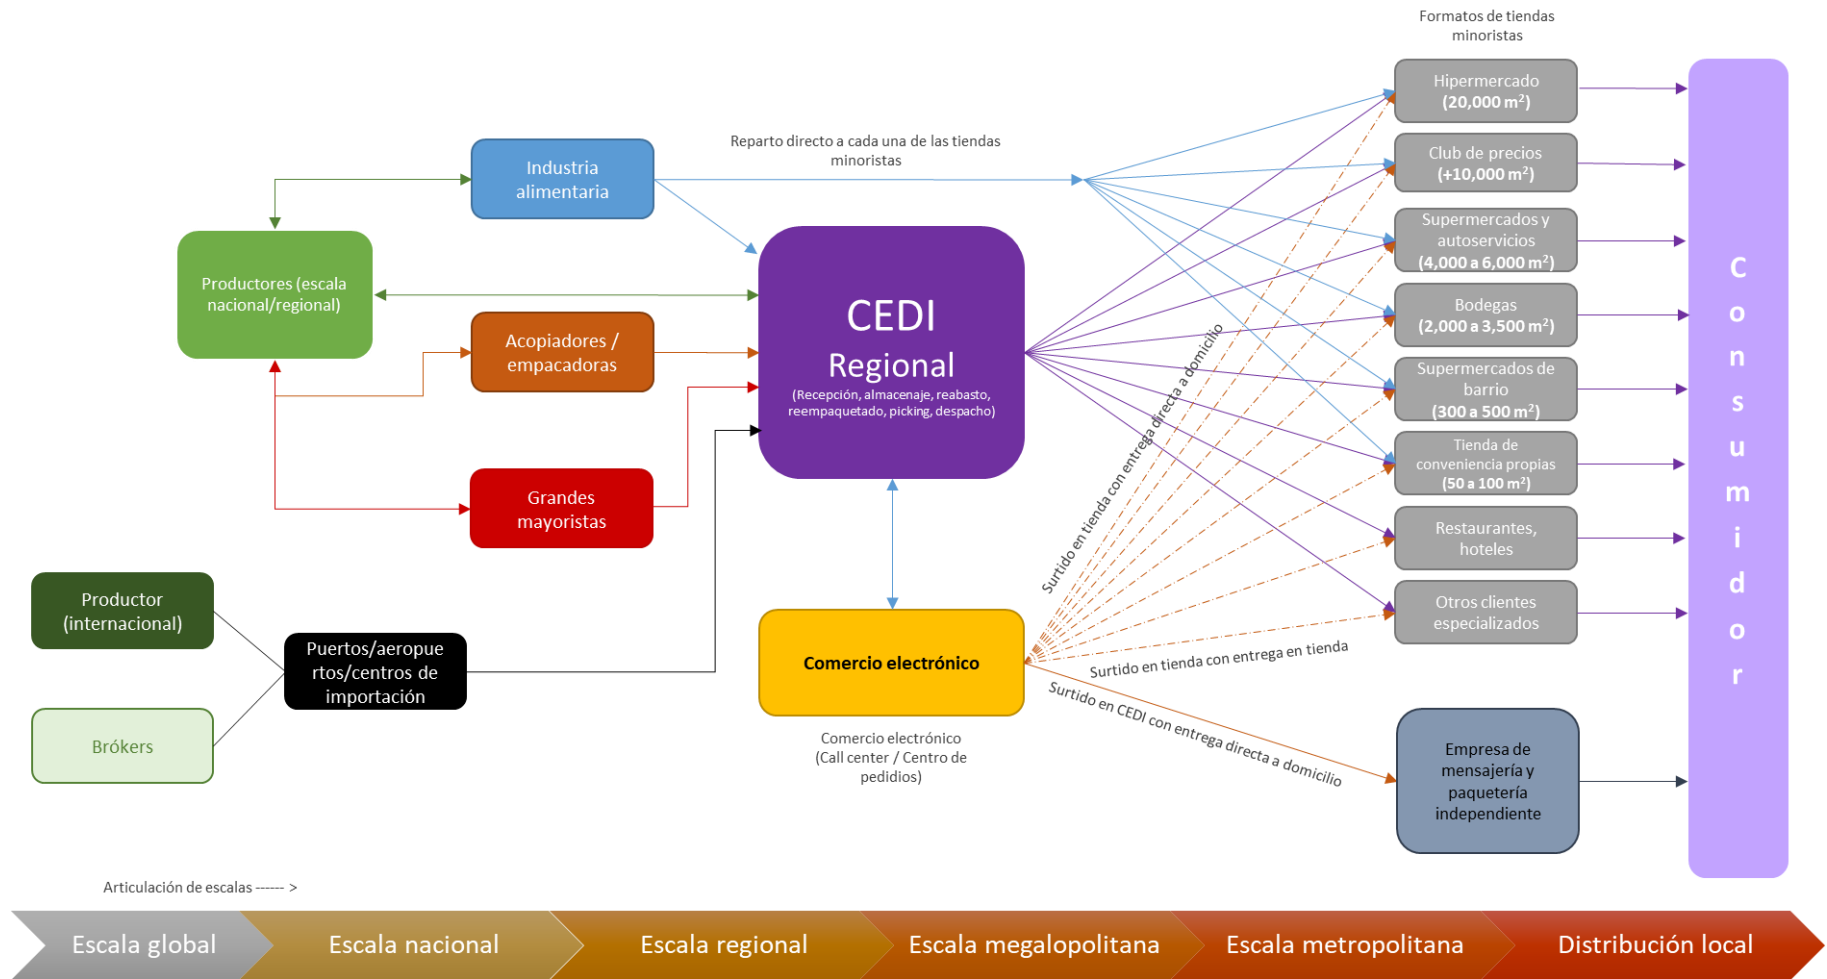 Formatos de tiendas
minoristas
Hipermercado
(20,000 m²)
Club de precios
(+10,000 m²)
Supermercados y
autoservicios
(4,000 a 6,000 m²)
Bodegas
(2,000 a 3,500 m²)
Supermercados de
barrio
(300 a 500 m²)
Tienda de
conveniencia propias
(50 a 100 m²)
Restaurantes,
hoteles
Otros clientes
especializados
Empresa de
mensajería y
paquetería
independiente
Consumidor
Reparto directo a cada una de las tiendas
minoristas
Industria
alimentaria
Productores (escala
nacional/regional)
Acopiadores /
empacadoras
Grandes
mayoristas
CEDI
Regional
(Recepción, almacenaje, reabasto,
reempaquetado, picking, despacho)
Productor
(internacional)
Puertos/aeropue
rtos/centros de
importación
Brókers
Comercio electrónico
Comercio electrónico
(Call center / Centro de
pedidios)
Surtido en tienda con entrega directa a domicilio
Surtido en tienda con entrega en tienda
Surtido en CEDI con entrega directa a domicilio
Articulación de escalas ------ >
Escala global
Escala nacional
Escala regional
Escala megalopolitana
Escala metropolitana
Distribución local